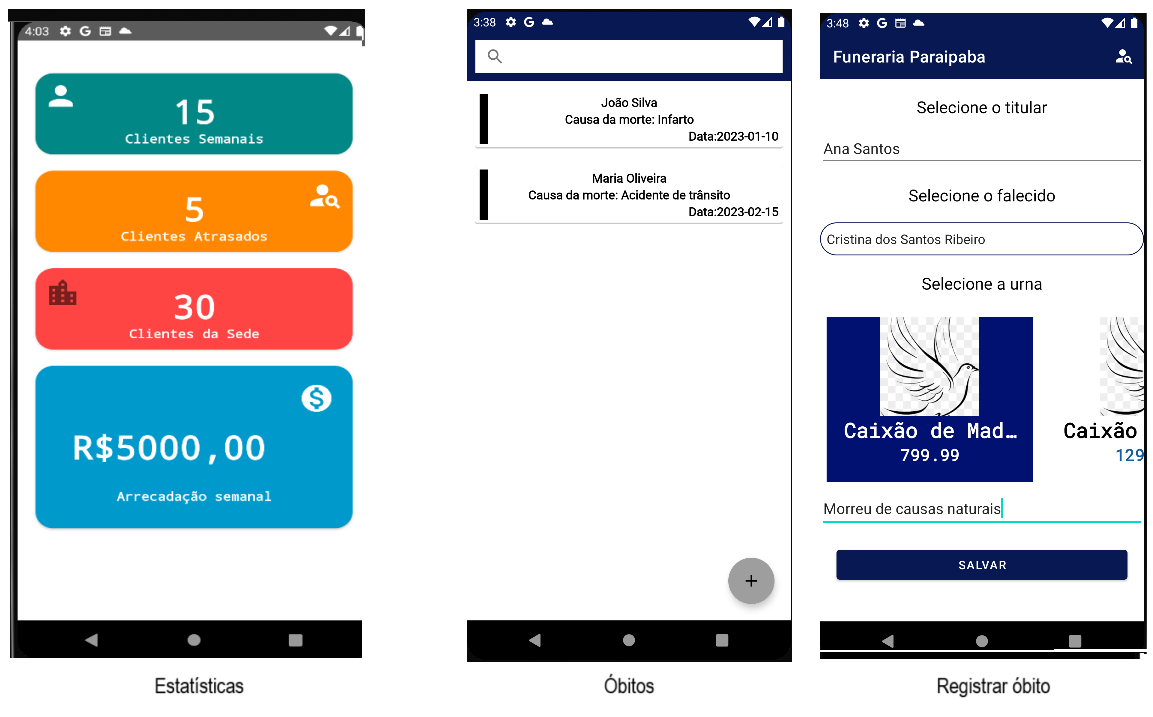 4:03
15
Clientes Semanais
5
Clientes Atrasados
30
Clientes da Sede
R$5000,00
Arrecadação semanal
Estatísticas
3:38
João Silva
Causa da morte: Infarto
Data:2023-01-10
Maria Oliveira
Causa da morte: Acidente de trânsito
Data:2023-02-15
+
Óbitos
3:48
Funeraria Paraipaba
Selecione o titular
Ana Santos
Selecione o falecido
Cristina dos Santos Ribeiro
Selecione a urna
Caixão de Mad…
799.99
Caixão
129
Morreu de causas naturais
SALVAR
Registrar óbito